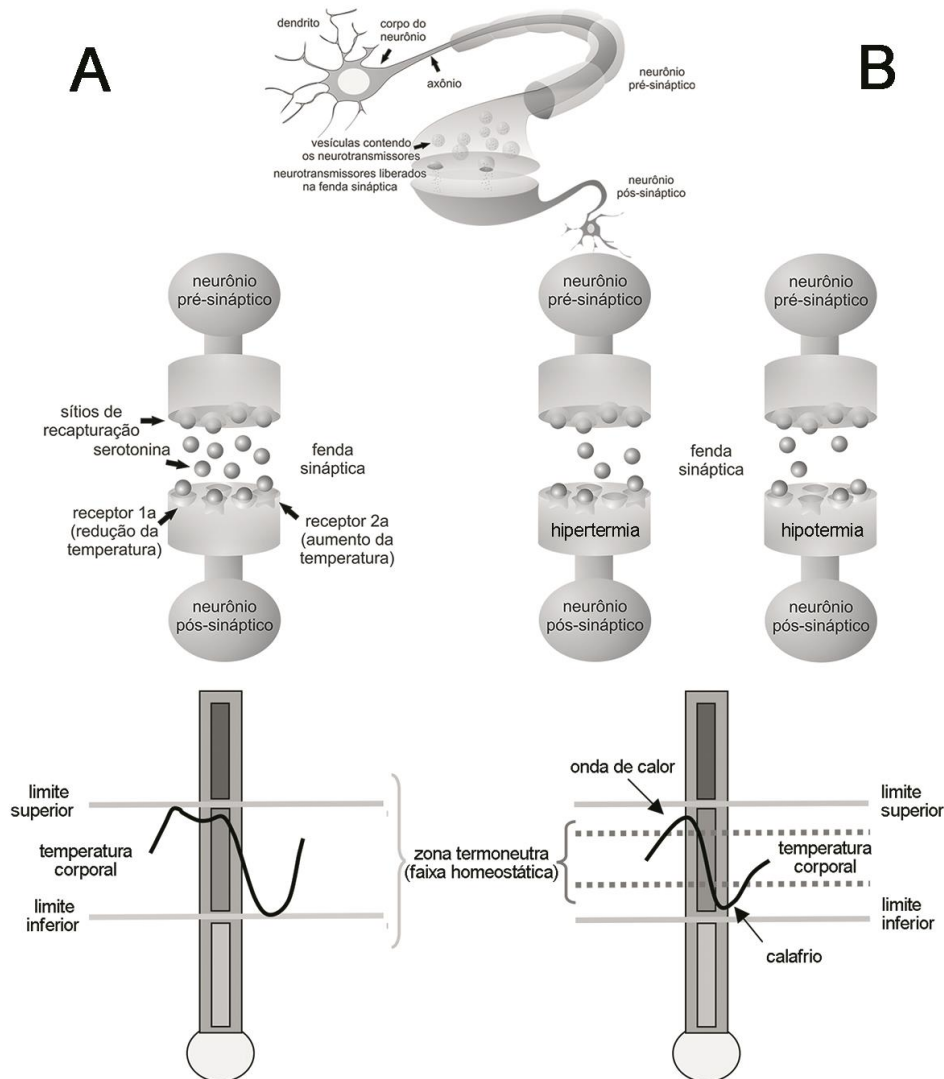 A
B
dendrito
corpo do
neurônio
axônio
neurônio
pré-sináptico
vesículas contendo
os neurotransmissores
neurotransmissores liberados
na fenda sináptica
neurônio
pós-sináptico
neurônio
pré-sináptico
sítios de
recapturação
serotonina
fenda
sináptica
receptor 1a
(redução da
temperatura)
receptor 2a
(aumento da
temperatura)
neurônio
pós-sináptico
neurônio
pré-sináptico
neurônio
pré-sináptico
fenda
sináptica
hipertermia
hipotermia
neurônio
pós-sináptico
neurônio
pós-sináptico
limite
superior
temperatura
corporal
limite
inferior
zona termoneutra
(faixa homeostática)
onda de calor
limite
superior
temperatura
corporal
limite
inferior
calafrio